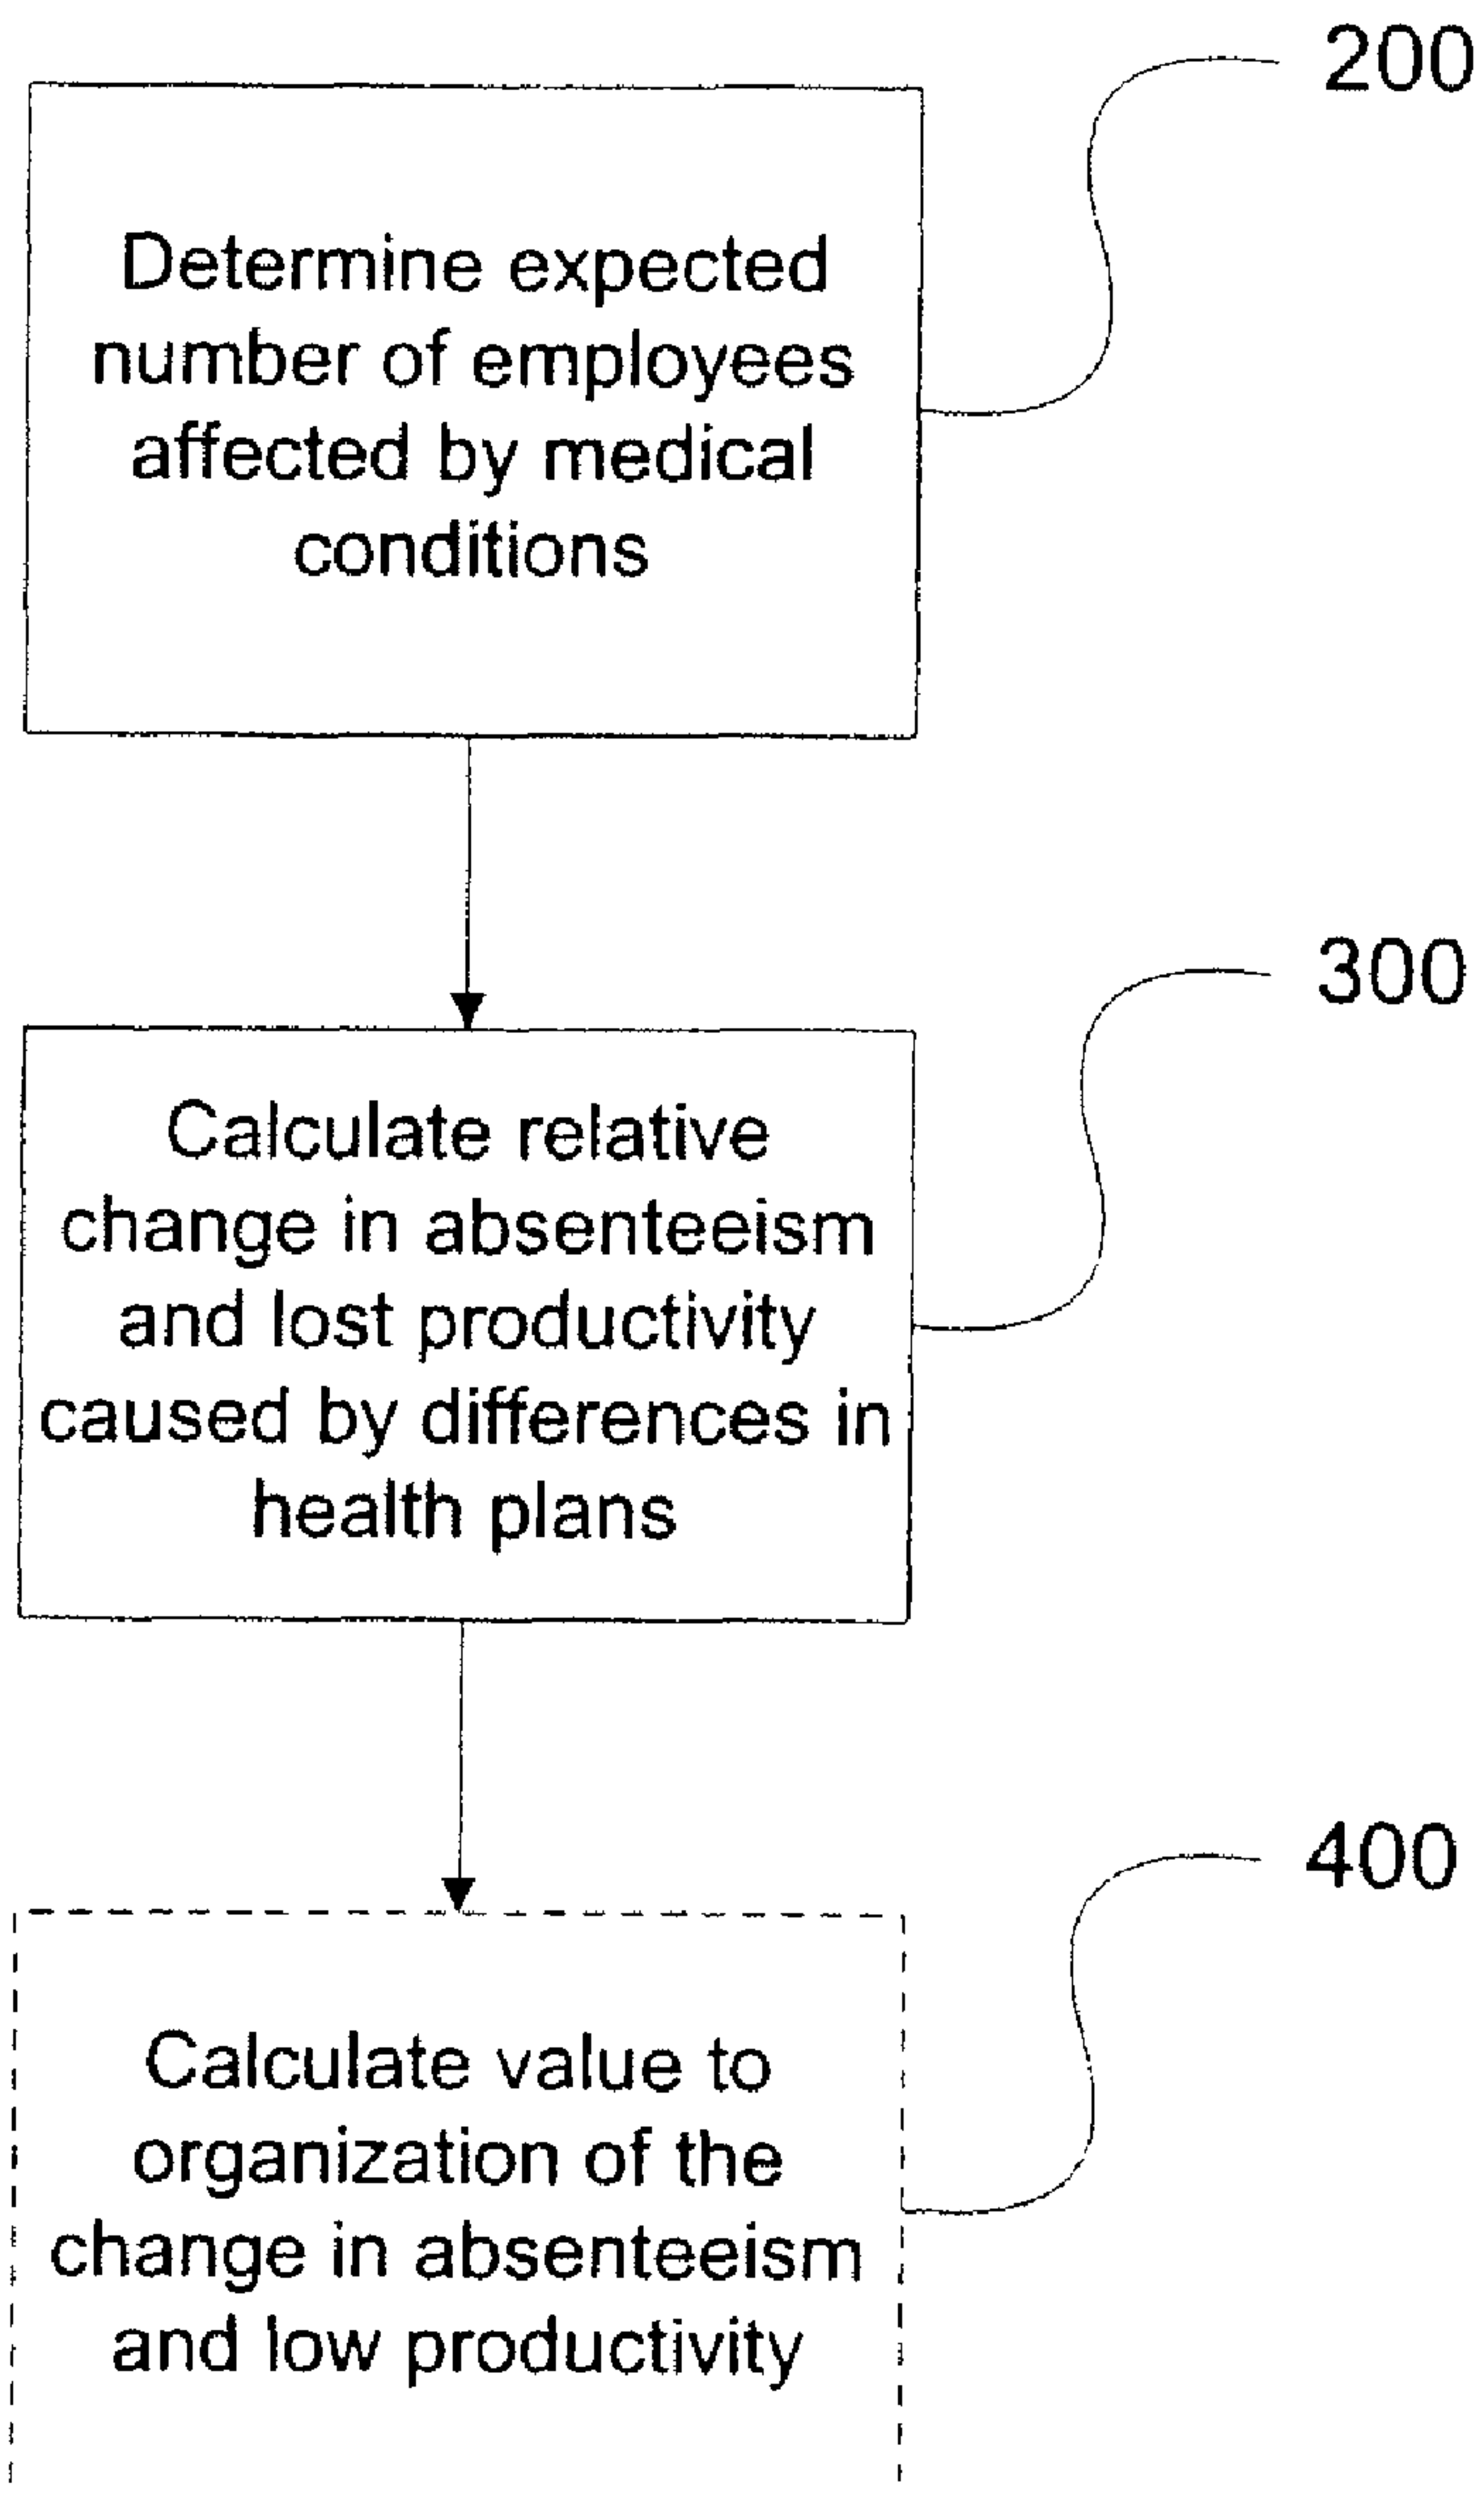 200
Determine expected
number of employees
affected by medical
conditions
300
Calculate relative
change in absenteeism
and lost productivity
caused by differences in
health plans
400
Calculate value to
organization of the
change in absenteeism
and low productivity